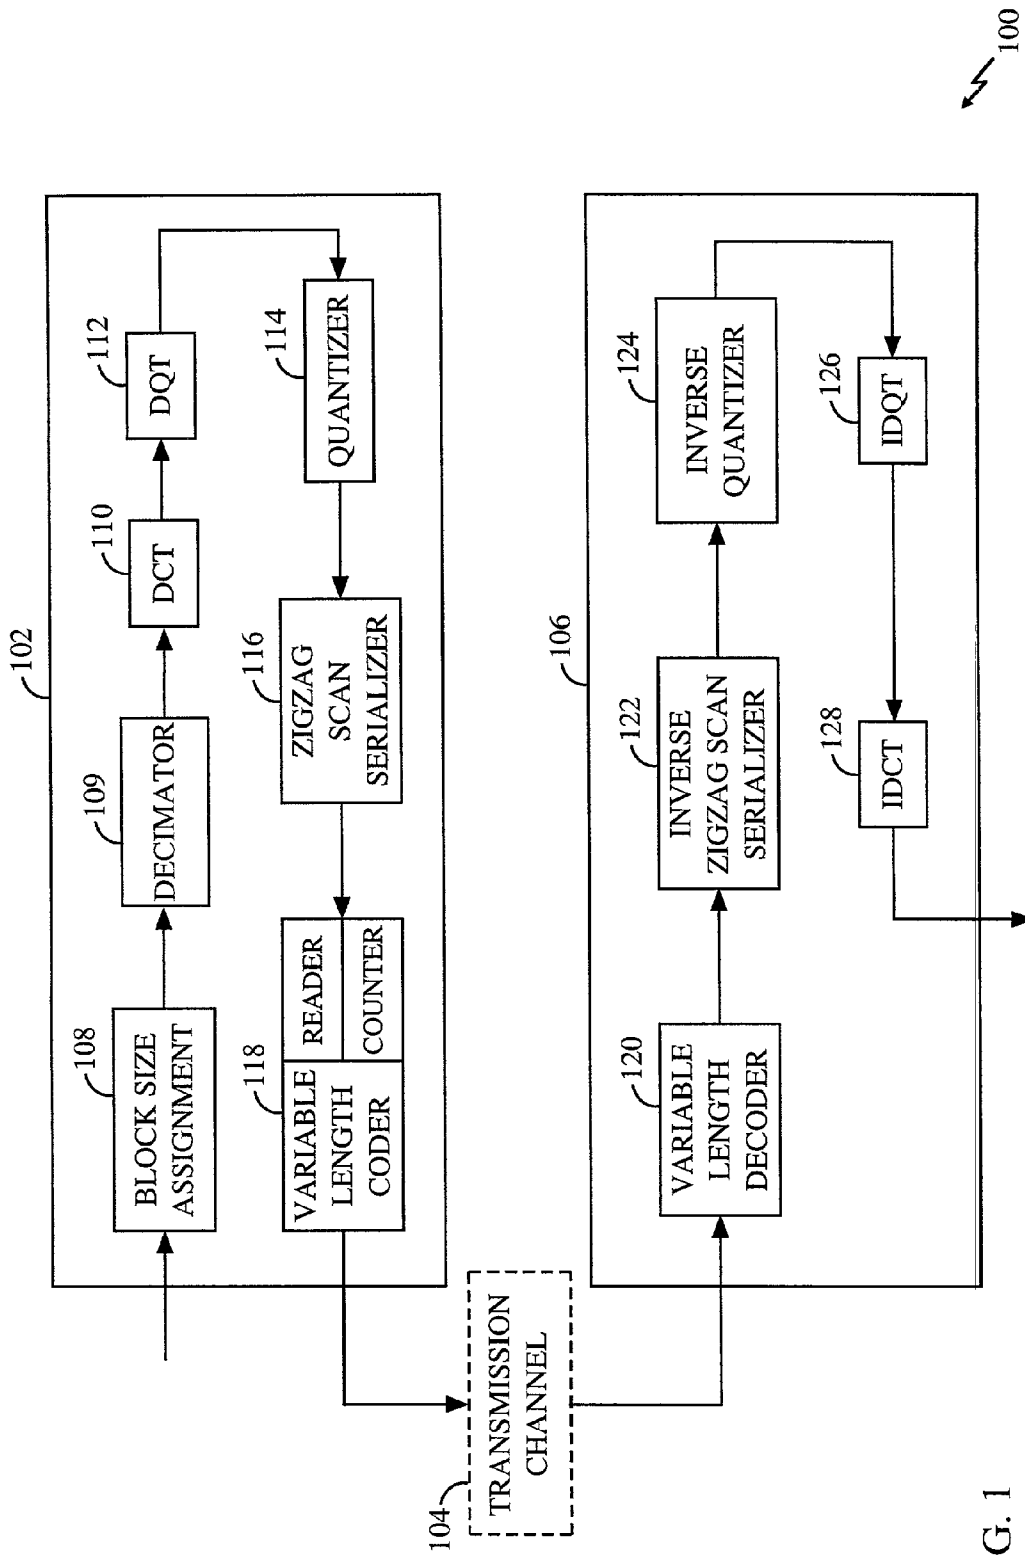 100
102
108
BLOCK SIZE
ASSIGNMENT
109
DECIMATOR
110
DCT
112
DQT
114
QUANTIZER
116
ZIGZAG
SCAN
SERIALIZER
118
VARIABLE
LENGTH
CODER
READER
COUNTER
104
TRANSMISSION
CHANNEL
106
120
VARIABLE
LENGTH
DECODER
122
INVERSE
ZIGZAG SCAN
SERIALIZER
124
INVERSE
QUANTIZER
126
IDQT
128
IDCT
G. 1